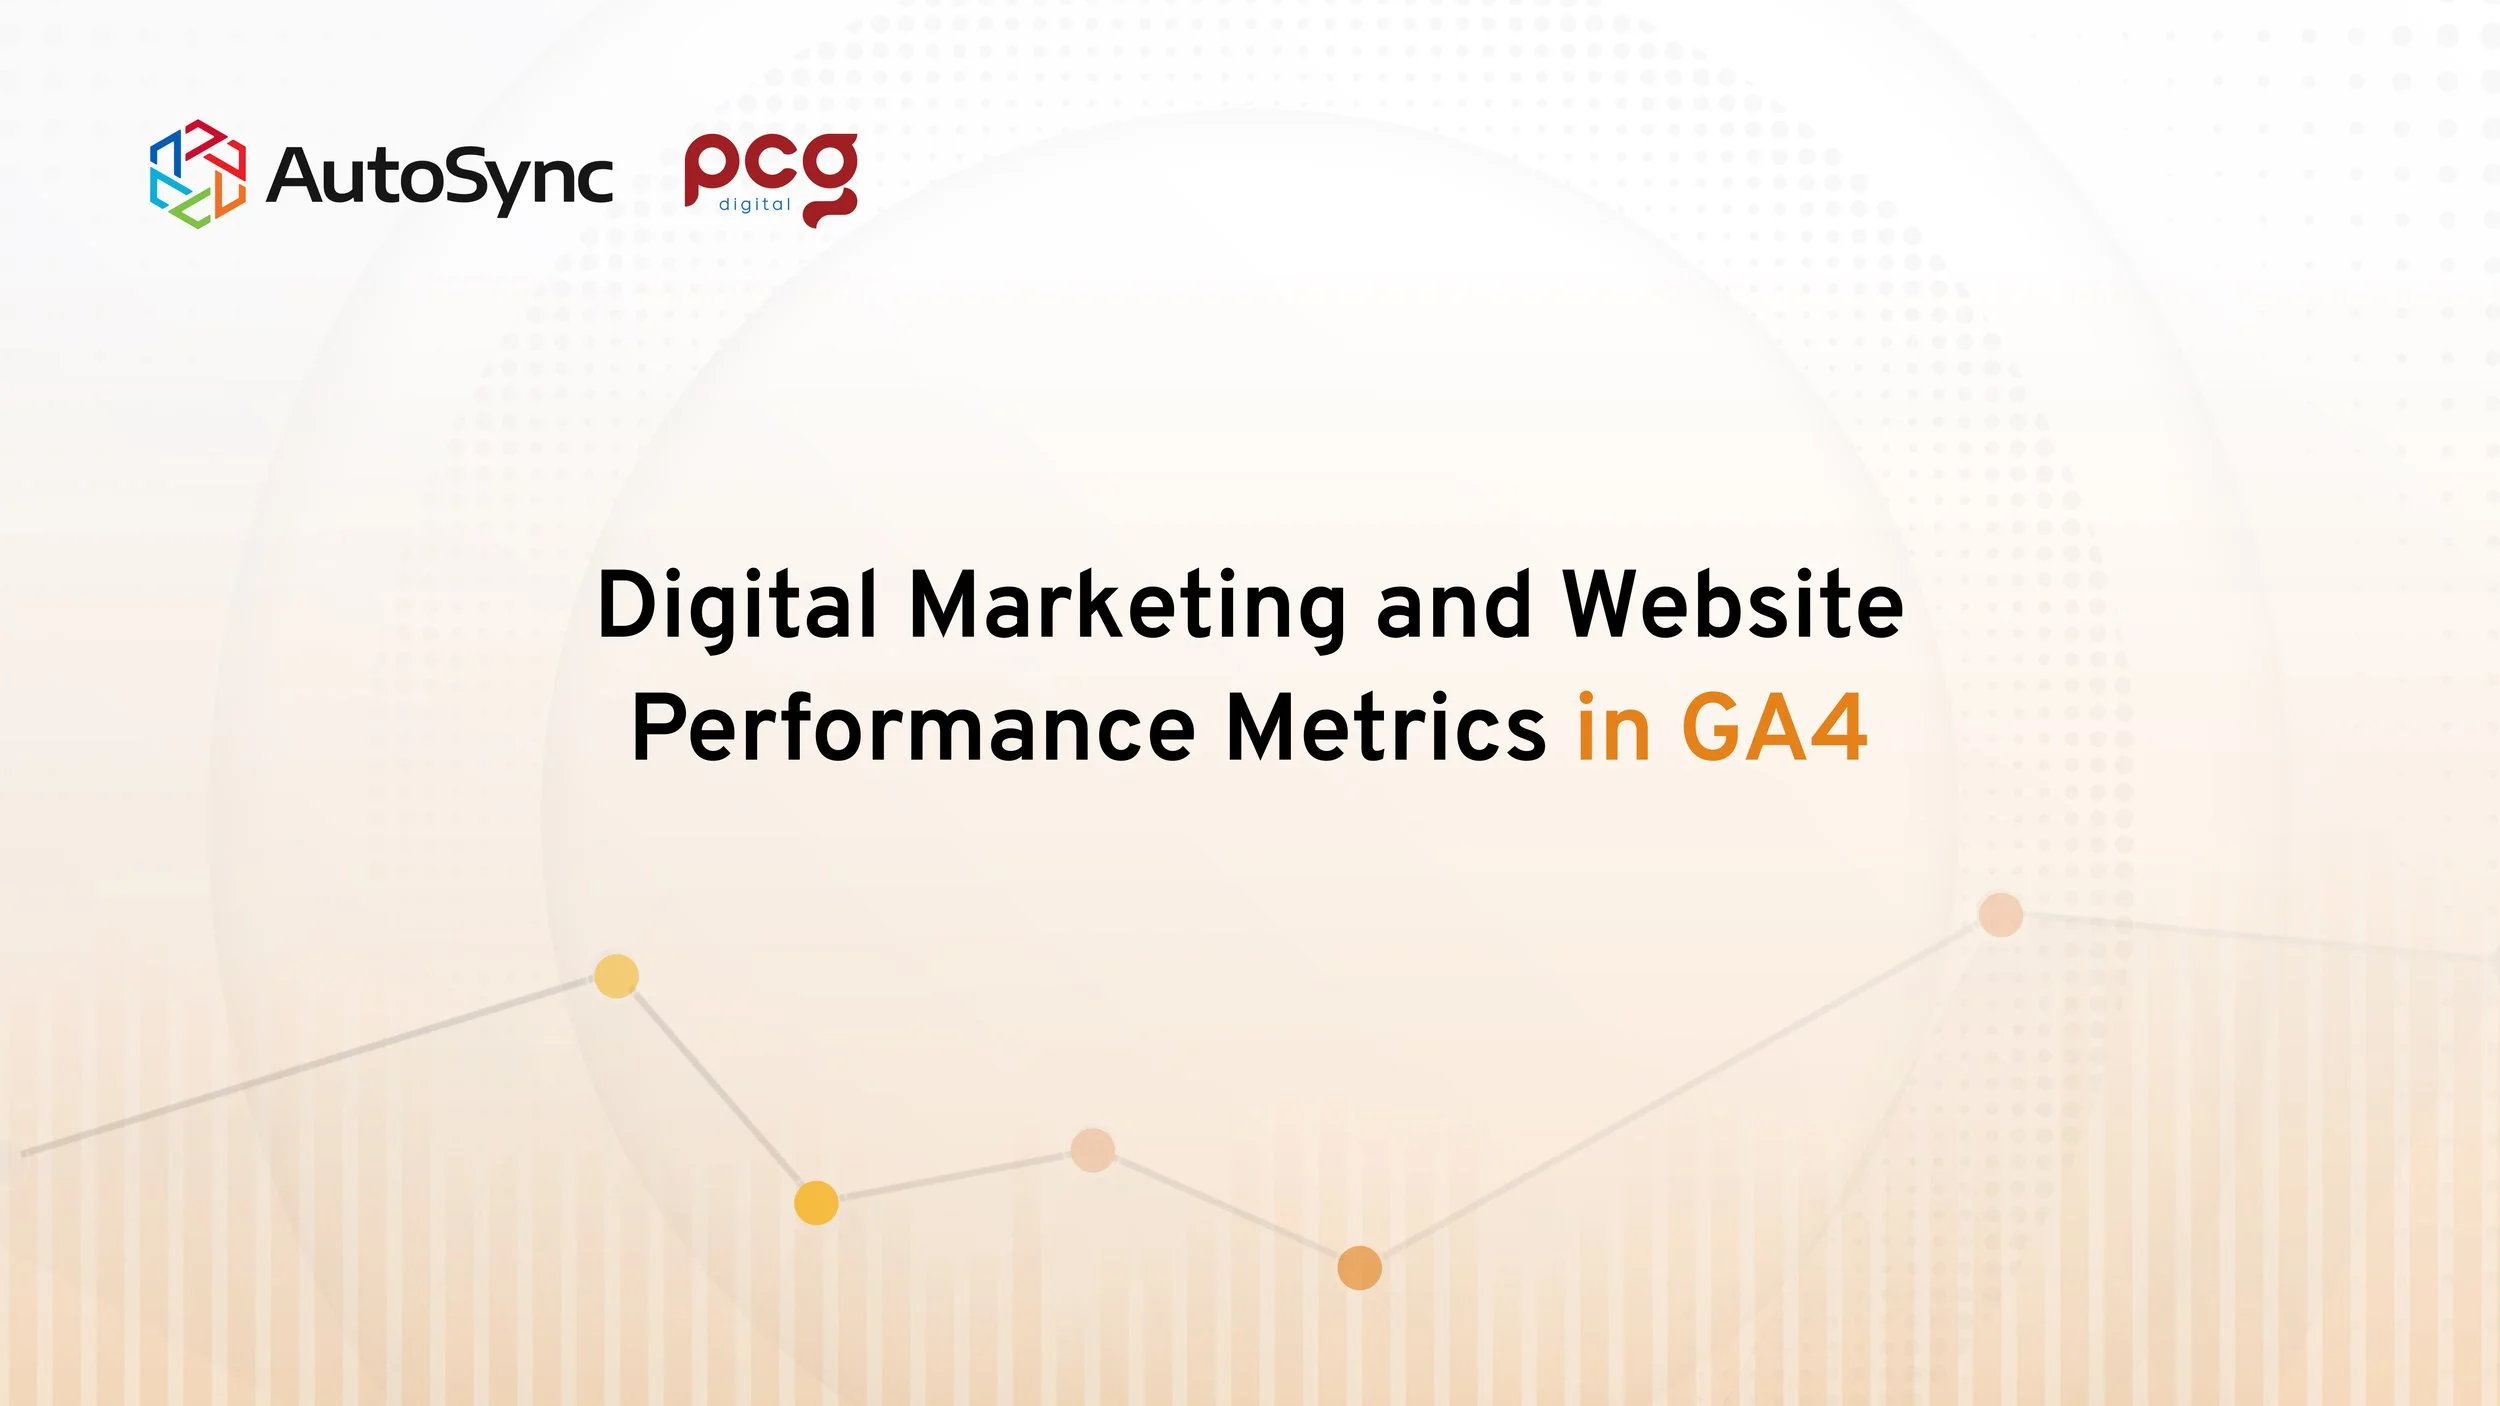 AutoSync
pcg
digital
Digital Marketing and Website
Performance Metrics in GA4